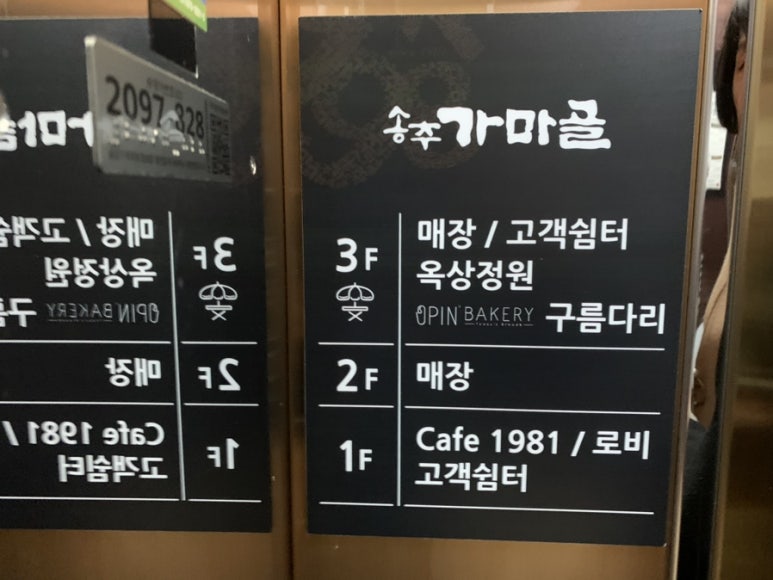 송추가마골
3F
매장 / 고객쉼터
옥상정원
OPIN BAKERY 구름다리
2F
매장
1F
Cafe 1981 / 로비
고객쉼터
2097-828